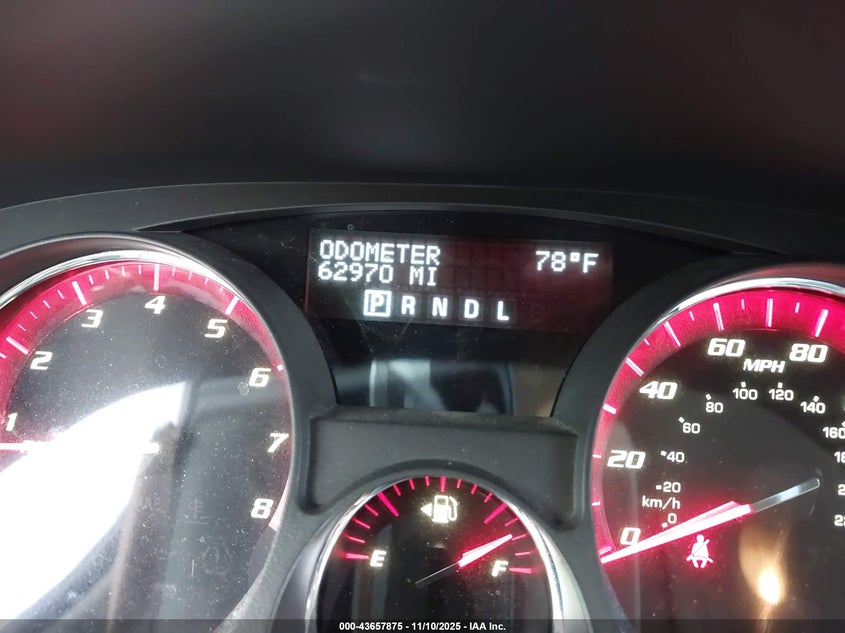 ODOMETER 78°F
62970 MI
P R N D L
1 2 3 4 5 6 7 8
E F
0 20 40 60 80
MPH
km/h
0 20 40 60 80 100 120 140 160
000-43657875 — 11/10/2025 — IAA Inc.